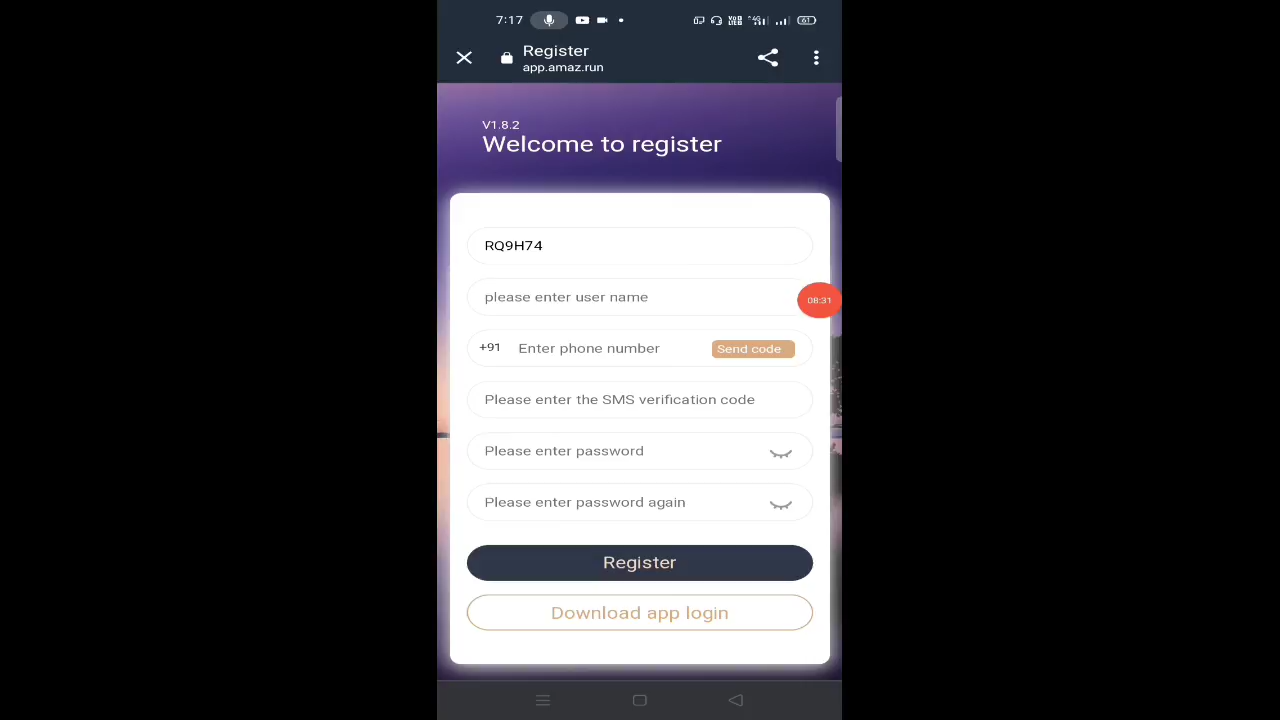 7:17
61
Register
app.amaz.run
V1.8.2
Welcome to register
RQ9H74
please enter user name
08:31
+91 Enter phone number Send code
Please enter the SMS verification code
Please enter password
Please enter password again
Register
Download app login